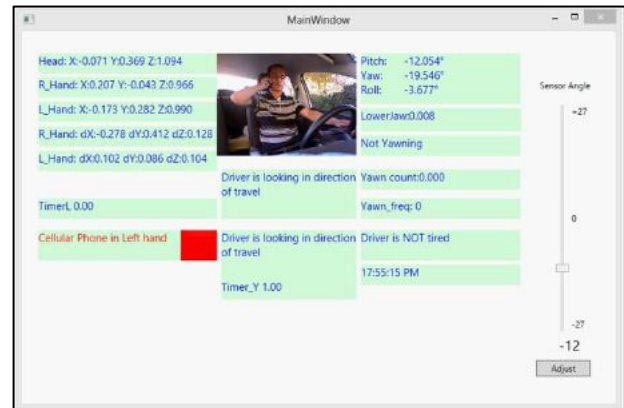 MainWindow
Head: X:-0.071 Y:0.369 Z:1.094
R_Hand: X:0.207 Y:-0.043 Z:0.966
L_Hand: X:-0.173 Y:0.282 Z:0.990
R_Hand: dX:-0.278 dY:0.412 dZ:0.128
L_Hand: dX:0.102 dY:0.086 dZ:0.104
TimerL 0.00
Cellular Phone in Left hand
Driver is looking in direction
of travel
Driver is looking in direction
of travel
Timer_Y 1.00
Pitch: -12.054°
Yaw: -19.546°
Roll: -3.677°
LowerJaw:0.008
Not Yawning
Yawn count:0.000
Yawn_freq: 0
Driver is NOT tired
17:55:15 PM
Sensor Angle
+27
0
-27
-12
Adjust